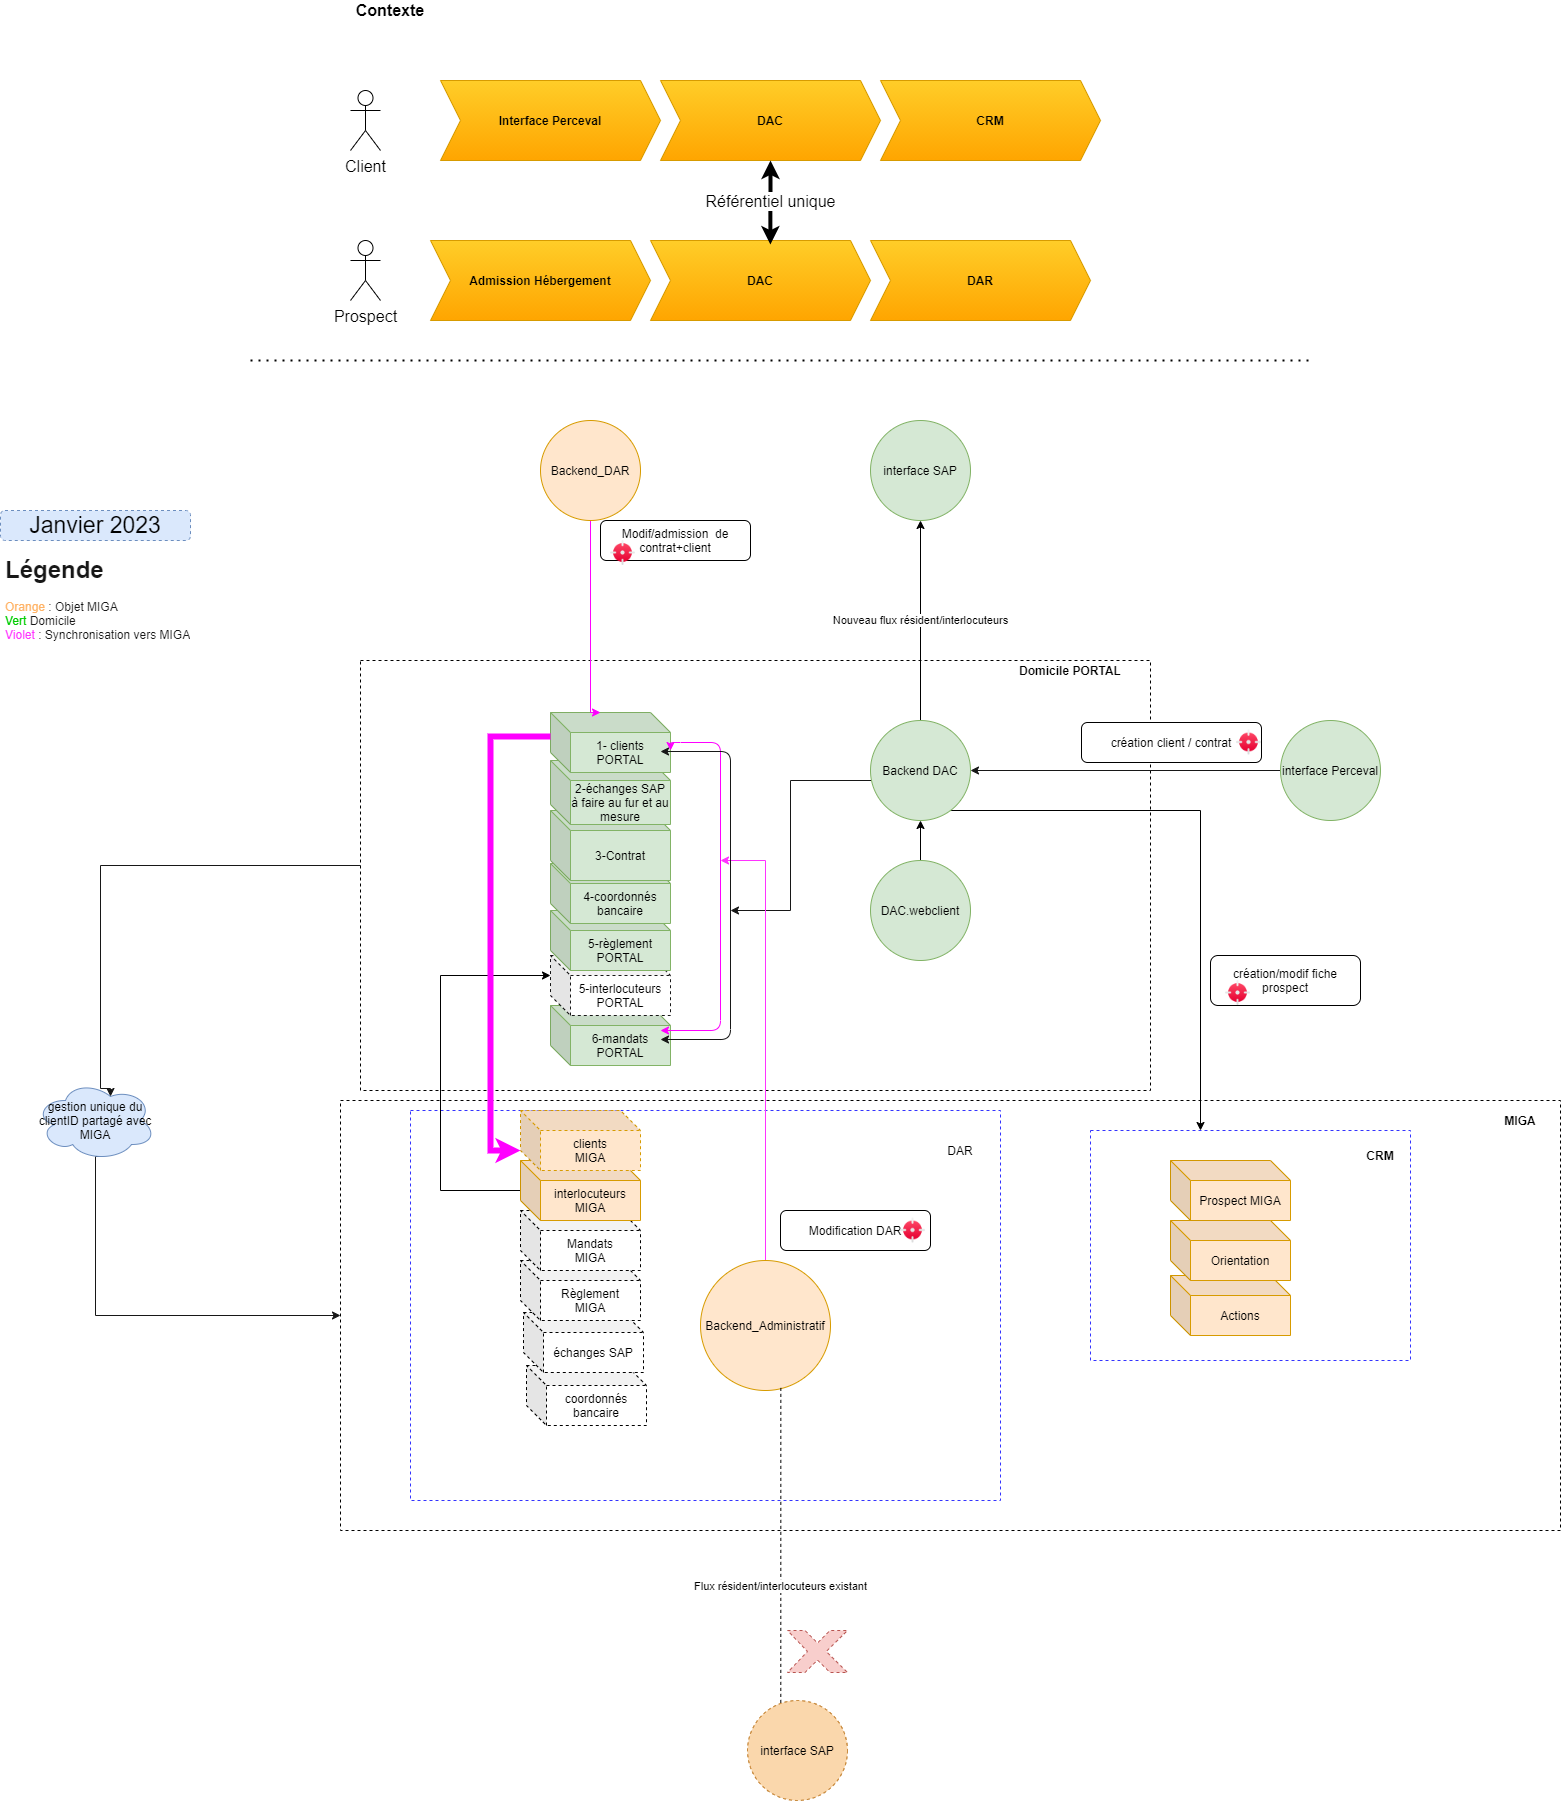 Contexte
Client
Interface Perceval
DAC
CRM
Référentiel unique
Prospect
Admission Hébergement
DAC
DAR
Backend_DAR
interface SAP
Janvier 2023
Modif/admission de
contrat+client
Légende
Orange : Objet MIGA
Vert Domicile
Violet : Synchronisation vers MIGA
Nouveau flux résident/interlocuteurs
Domicile PORTAL
1- clients
PORTAL
2-échanges SAP
à faire au fur et au
mesure
3-Contrat
4-coordonnés
bancaire
5-règlement
PORTAL
5-interlocuteurs
PORTAL
6-mandats
PORTAL
Backend DAC
création client / contrat
interface Perceval
DAC.webclient
création/modif fiche
prospect
gestion unique du
clientID partagé avec
MIGA
MIGA
DAR
clients
MIGA
interlocuteurs
MIGA
Mandats
MIGA
Règlement
MIGA
échanges SAP
coordonnés
bancaire
Modification DAR
Backend_Administratif
CRM
Prospect MIGA
Orientation
Actions
Flux résident/interlocuteurs existant
interface SAP